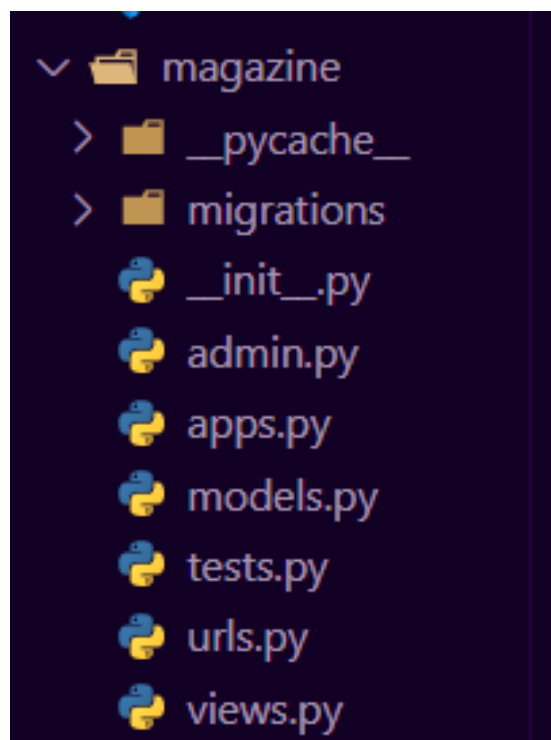 magazine
__pycache__
migrations
__init__.py
admin.py
apps.py
models.py
tests.py
urls.py
views.py